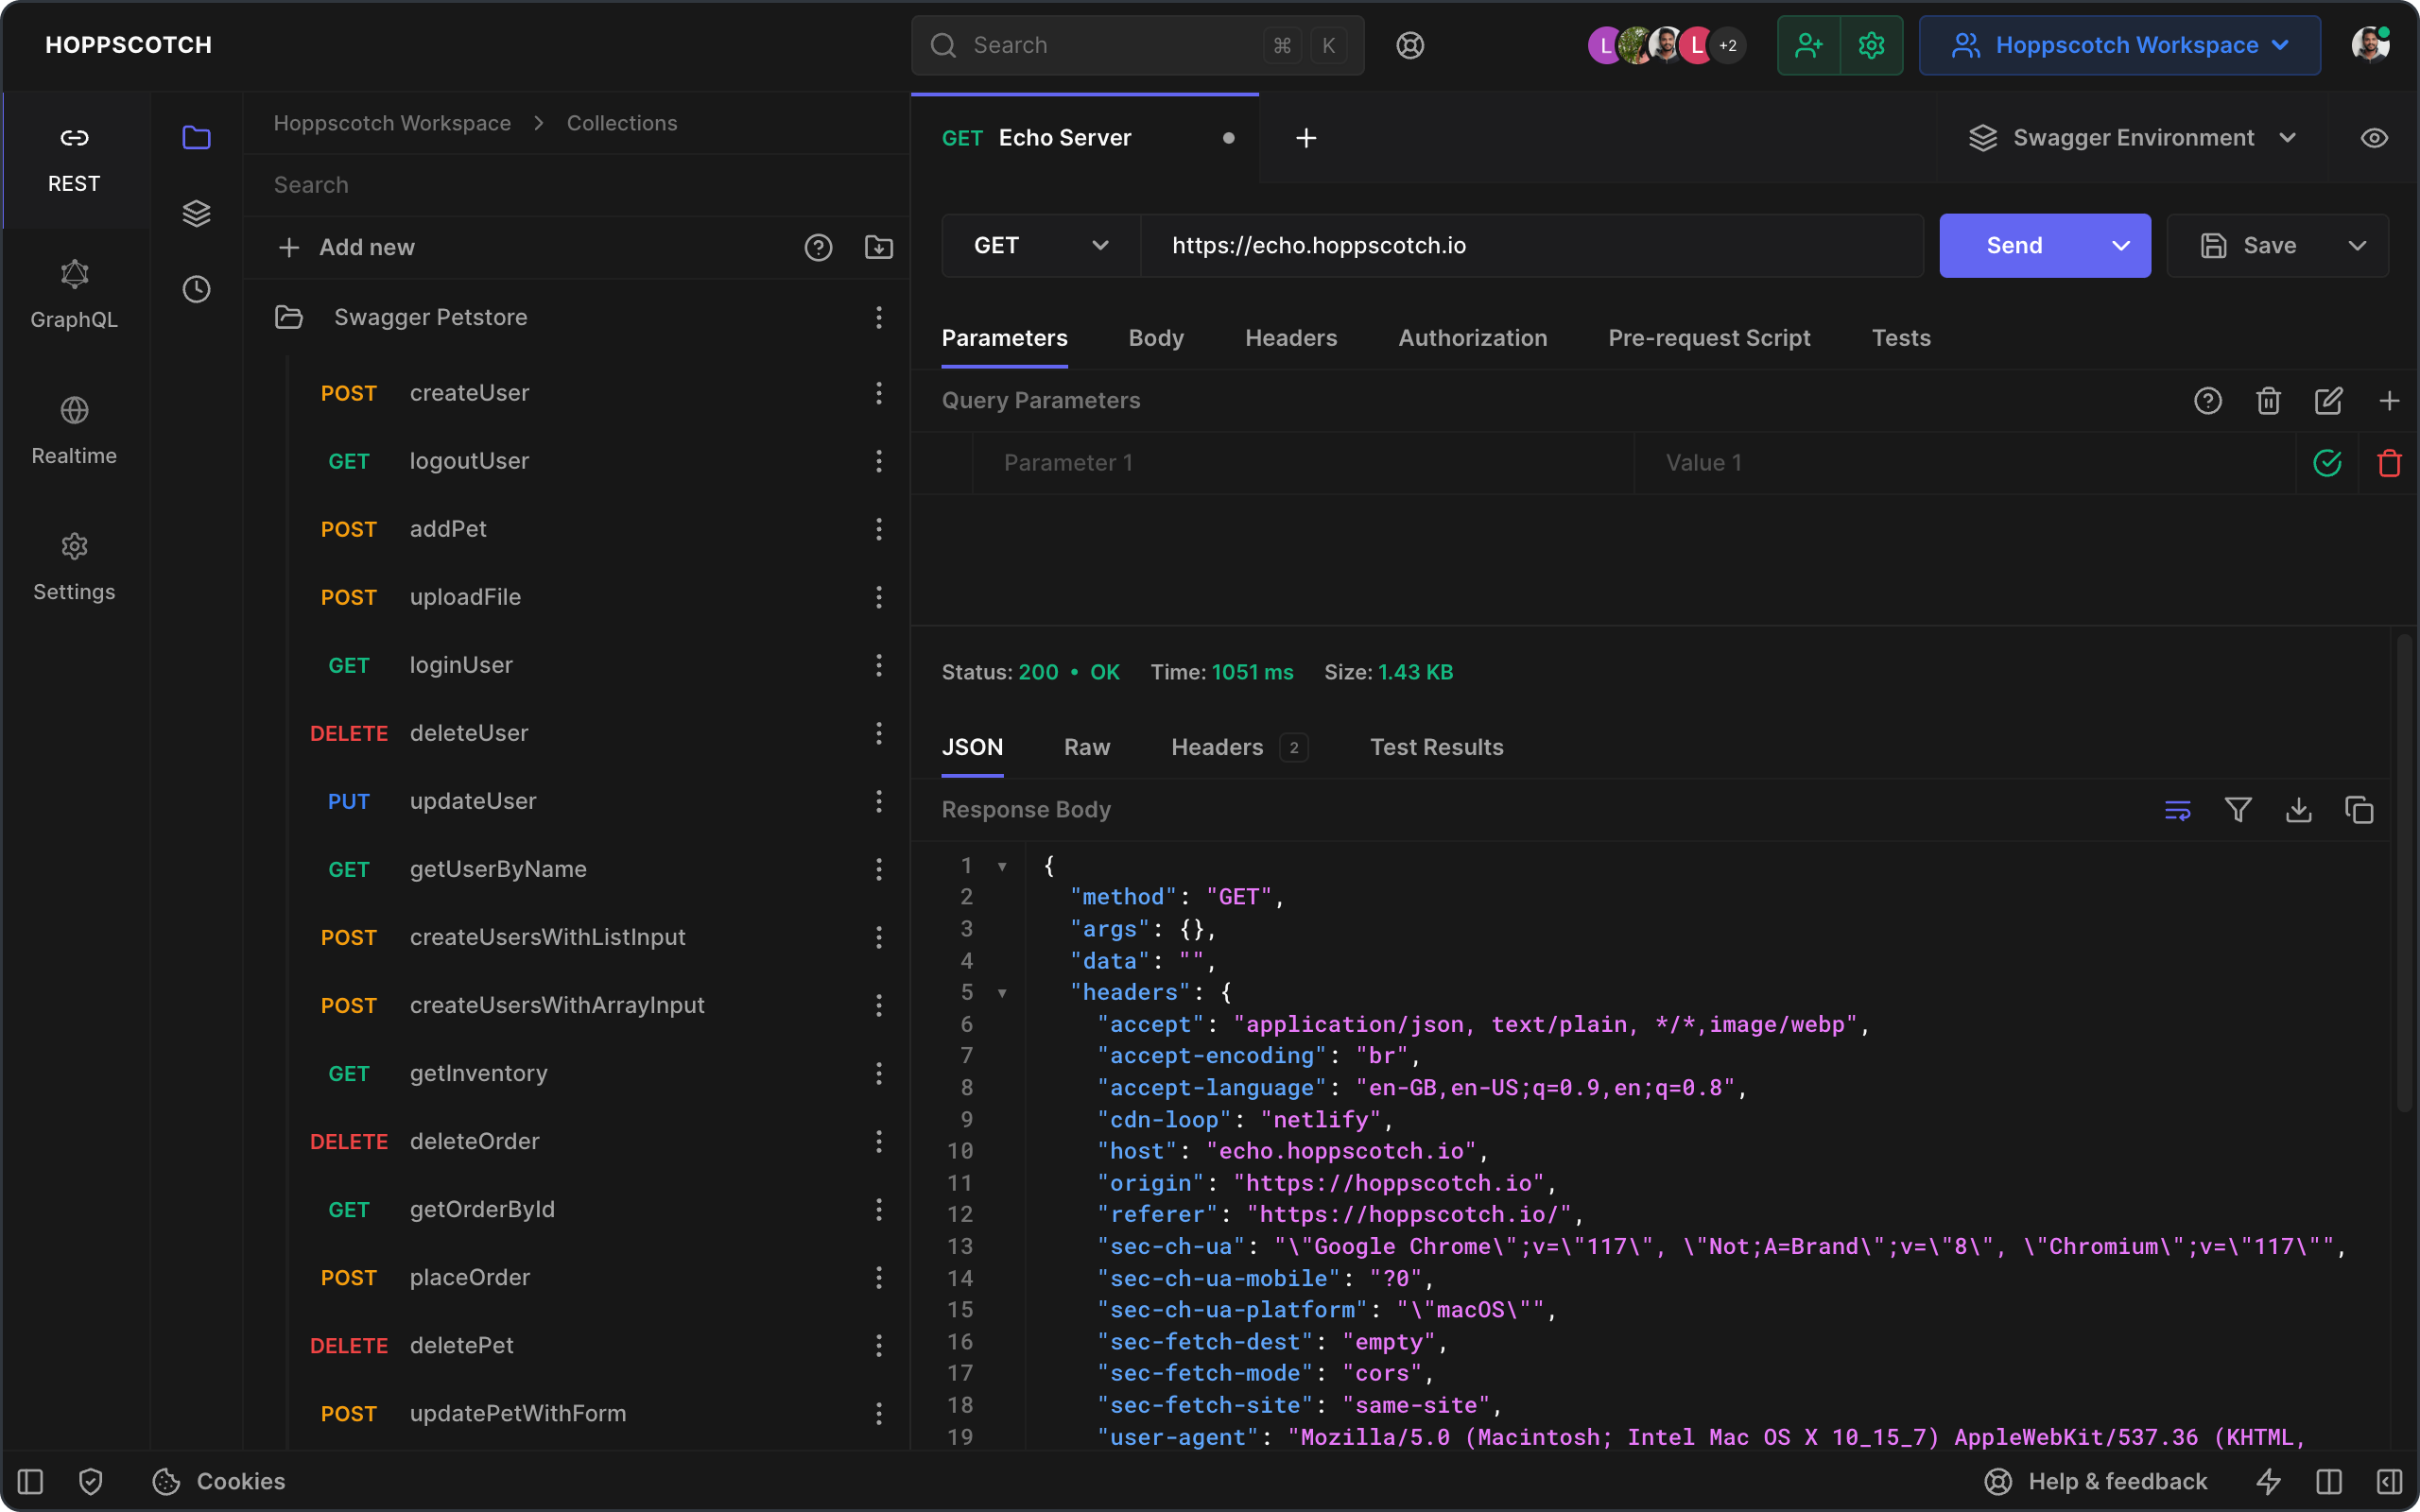 HOPPSCOTCH
Search ⌘ K
L L +2
Hoppscotch Workspace
REST
GraphQL
Realtime
Settings
Hoppscotch Workspace > Collections
Search
Add new
Swagger Petstore
POST createUser
GET logoutUser
POST addPet
POST uploadFile
GET loginUser
DELETE deleteUser
PUT updateUser
GET getUserByName
POST createUsersWithListInput
POST createUsersWithArrayInput
GET getInventory
DELETE deleteOrder
GET getOrderById
POST placeOrder
DELETE deletePet
POST updatePetWithForm
GET Echo Server
Swagger Environment
GET https://echo.hoppscotch.io
Send
Save
Parameters Body Headers Authorization Pre-request Script Tests
Query Parameters
Parameter 1 Value 1
Status: 200 • OK Time: 1051 ms Size: 1.43 KB
JSON Raw Headers 2 Test Results
Response Body
1 {
2 "method": "GET",
3 "args": {},
4 "data": "",
5 "headers": {
6 "accept": "application/json, text/plain, */*,image/webp",
7 "accept-encoding": "br",
8 "accept-language": "en-GB,en-US;q=0.9,en;q=0.8",
9 "cdn-loop": "netlify",
10 "host": "echo.hoppscotch.io",
11 "origin": "https://hoppscotch.io",
12 "referer": "https://hoppscotch.io/",
13 "sec-ch-ua": "\"Google Chrome\";v=\"117\", \"Not;A=Brand\";v=\"8\", \"Chromium\";v=\"117\"",
14 "sec-ch-ua-mobile": "?0",
15 "sec-ch-ua-platform": "\"macOS\"",
16 "sec-fetch-dest": "empty",
17 "sec-fetch-mode": "cors",
18 "sec-fetch-site": "same-site",
19 "user-agent": "Mozilla/5.0 (Macintosh; Intel Mac OS X 10_15_7) AppleWebKit/537.36 (KHTML,
Cookies
Help & feedback